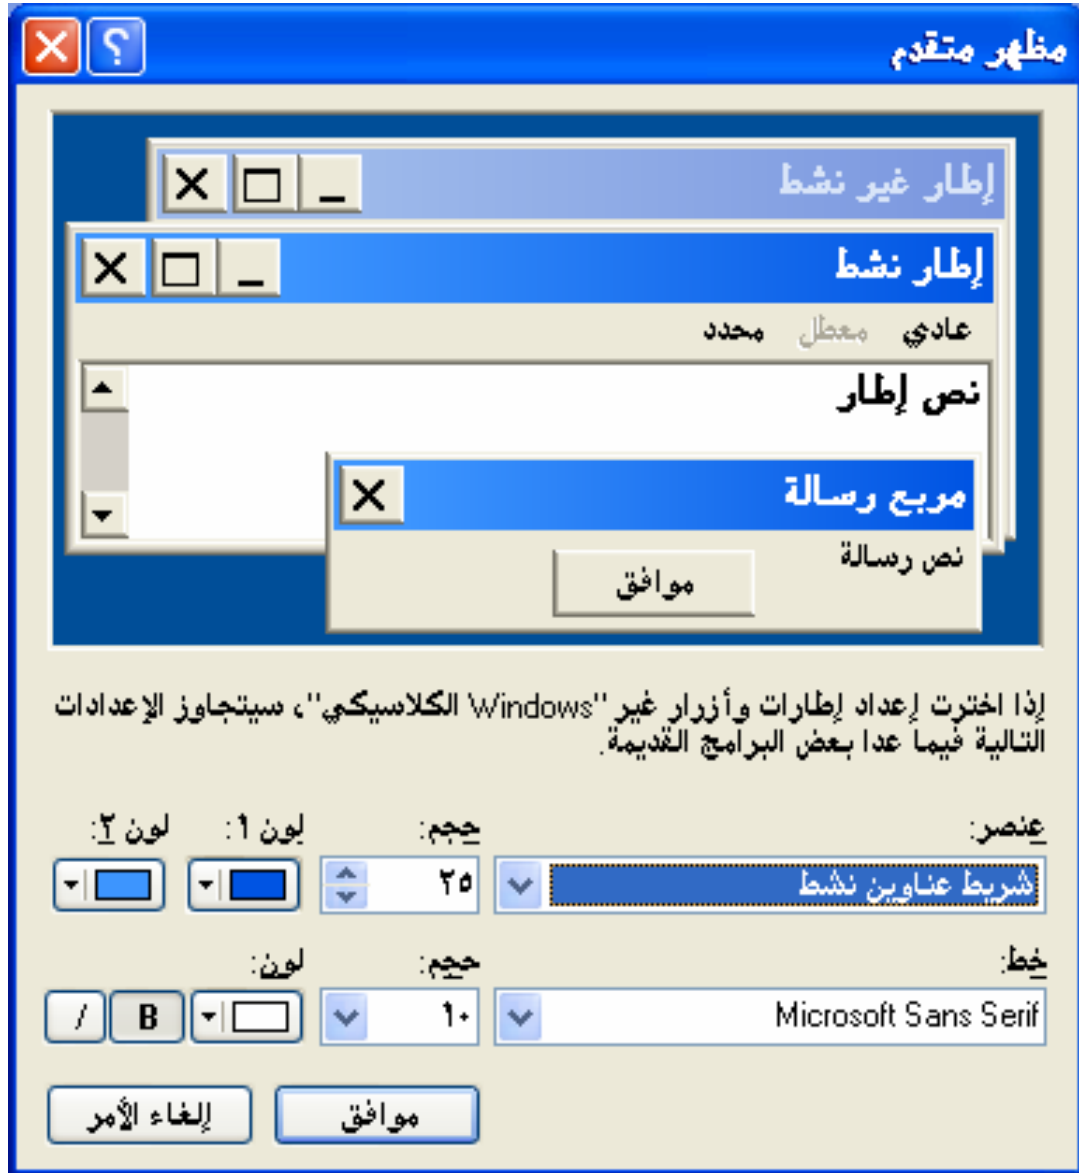 مظهر متقدم
إطار غير نشط
إطار نشط
عادي معطل محدد
نص إطار
مربع رسالة
نص رسالة
موافق
إذا اخترت إعداد إطارات وأزرار غير "Windows الكلاسيكي"، سيتجاوز الإعدادات
التالية فيما عدا بعض البرامج القديمة.
عنصر: حجم: لون ١: لون ٢:
شريط عناوين نشط ٢٥
خط: حجم: لون:
Microsoft Sans Serif ١٠ B I
موافق إلغاء الأمر